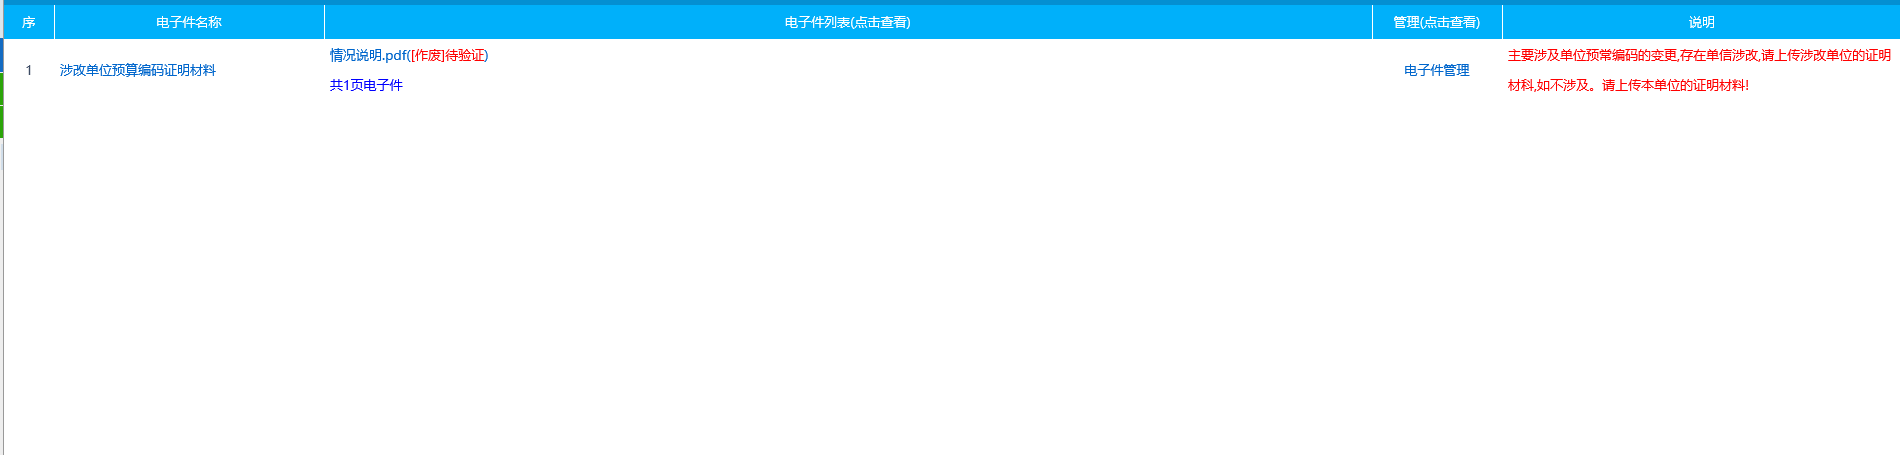 序 电子件名称 电子件列表(点击查看) 管理(点击查看) 说明
1 涉改单位预算编码证明材料 情况说明.pdf([作废]待验证) 电子件管理 主要涉及单位预常编码的变更,存在单信涉改,请上传涉改单位的证明
共1页电子件 材科,如不涉及。请上传本单位的证明材料!